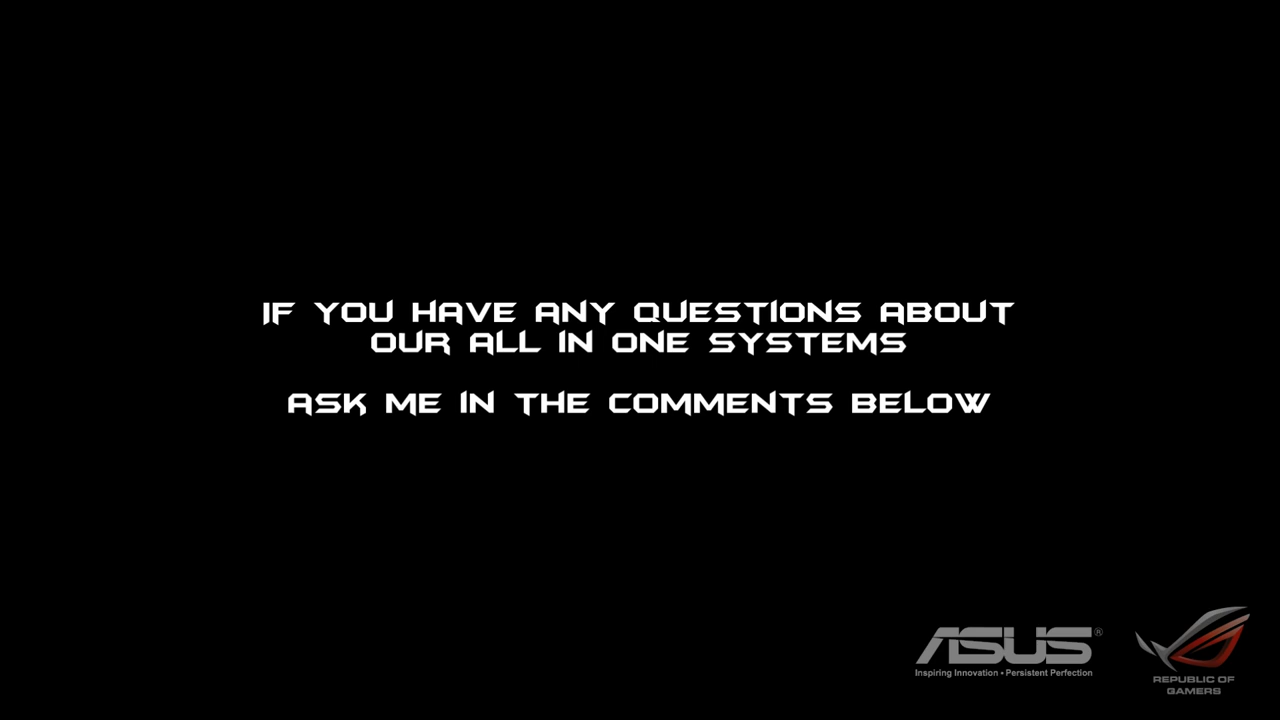 IF YOU HAVE ANY QUESTIONS ABOUT
OUR ALL IN ONE SYSTEMS
ASK ME IN THE COMMENTS BELOW
ASUS®
Inspiring Innovation • Persistent Perfection
REPUBLIC OF
GAMERS